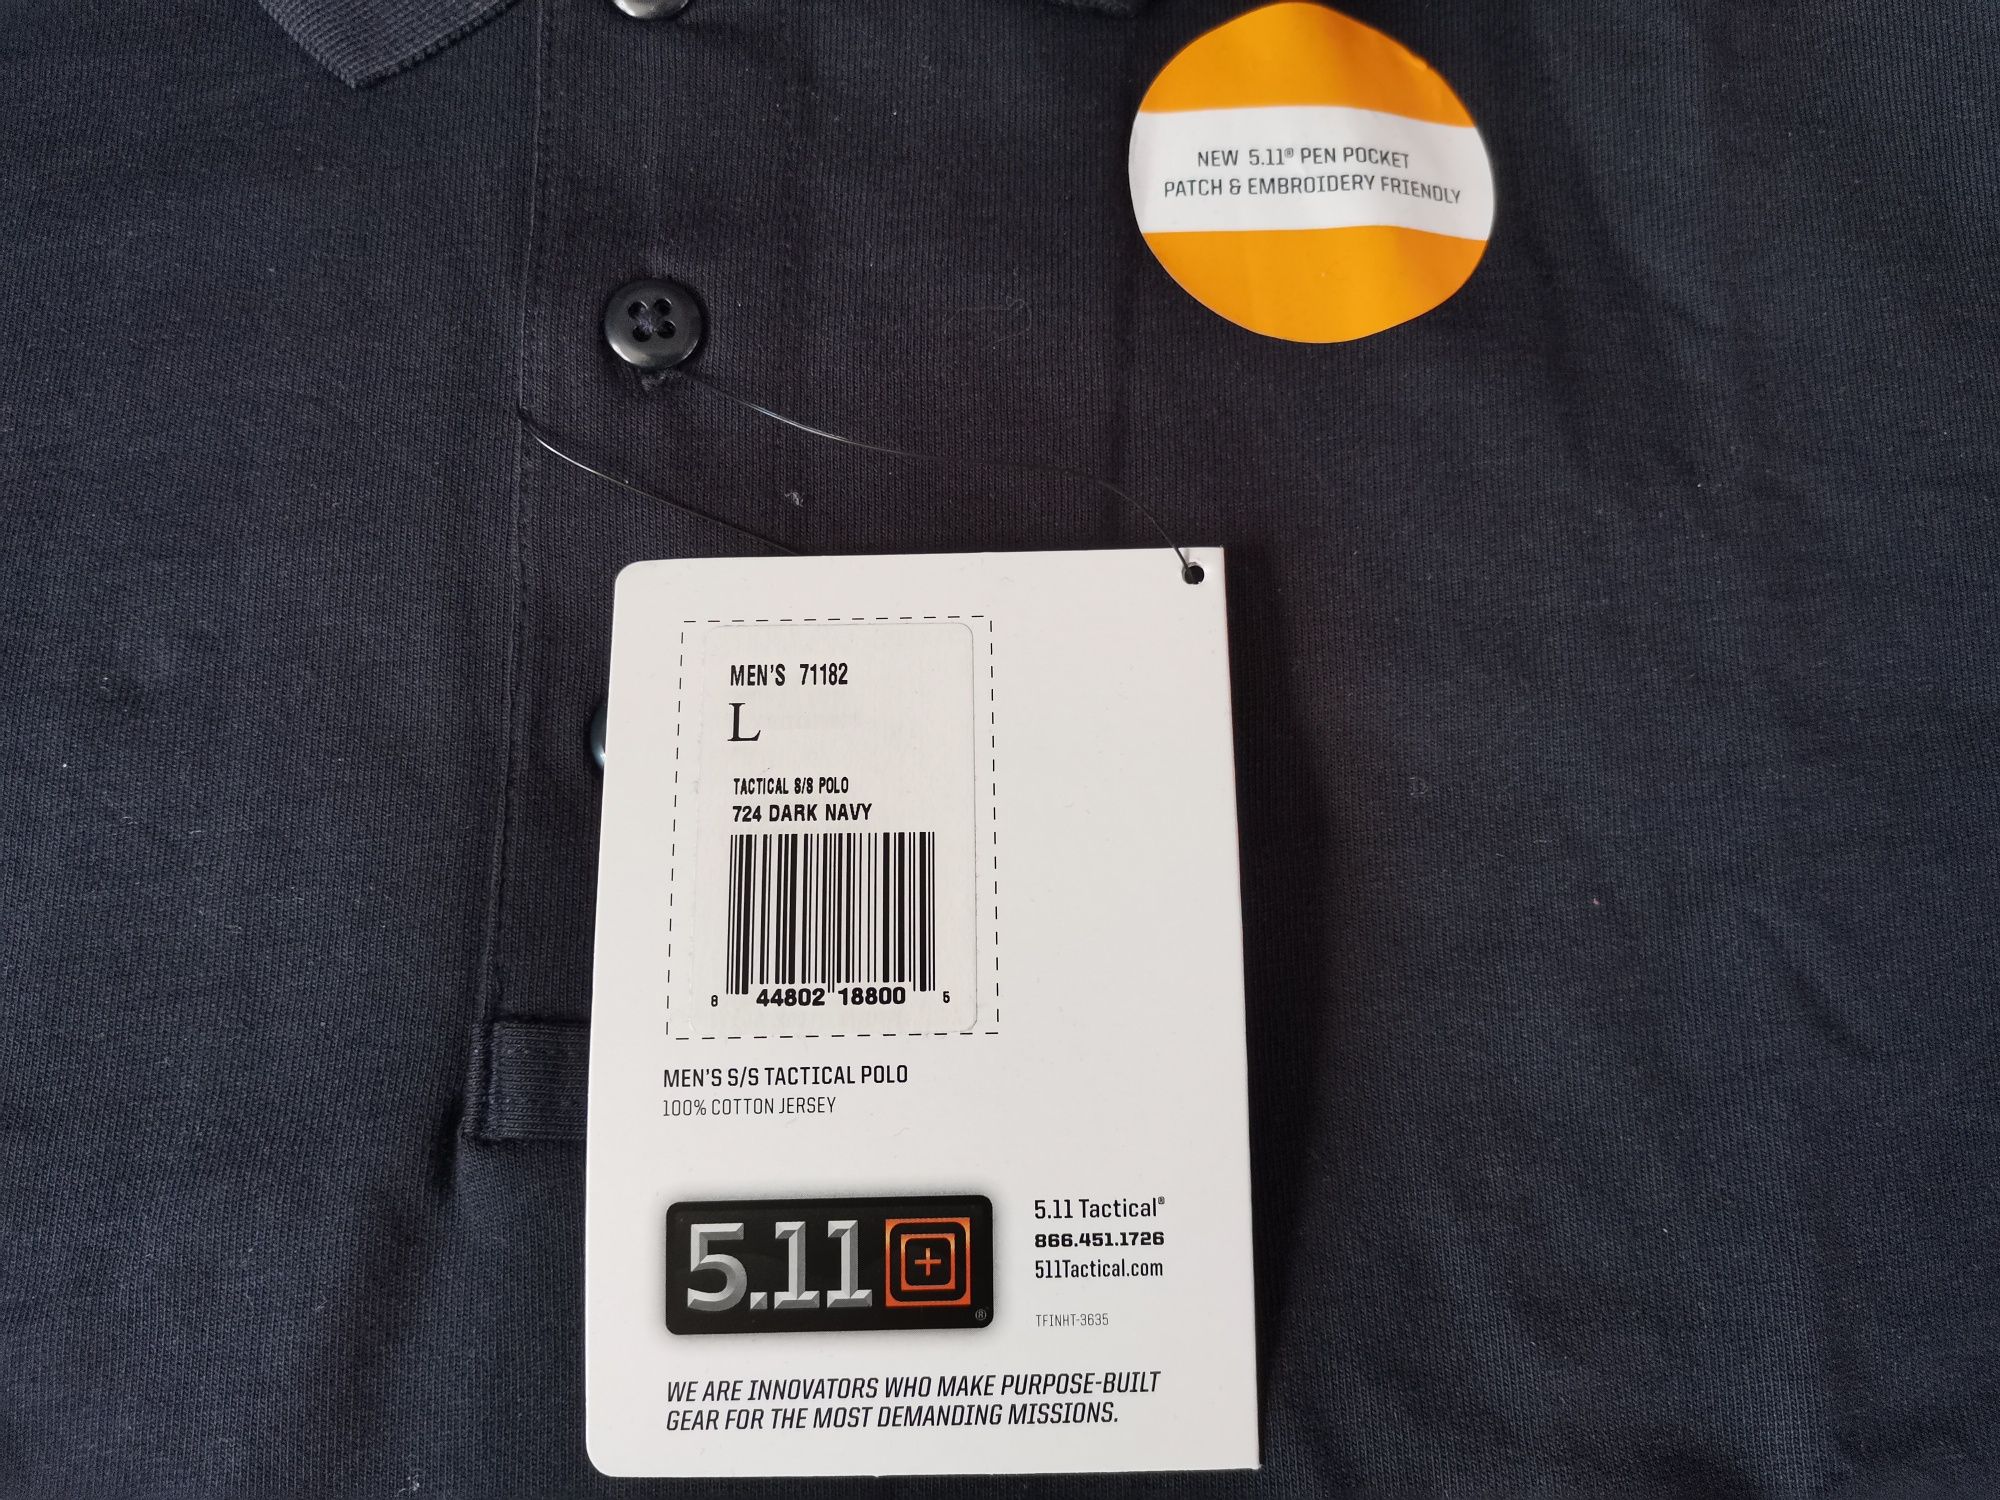 NEW 5.11® PEN POCKET
PATCH & EMBROIDERY FRIENDLY
MEN'S 71182
L
TACTICAL S/S POLO
724 DARK NAVY
8 44802 18800 5
MEN'S S/S TACTICAL POLO
100% COTTON JERSEY
5.11 ®
5.11 Tactical®
866.451.1726
511Tactical.com
TFINHT-3635
WE ARE INNOVATORS WHO MAKE PURPOSE-BUILT
GEAR FOR THE MOST DEMANDING MISSIONS.